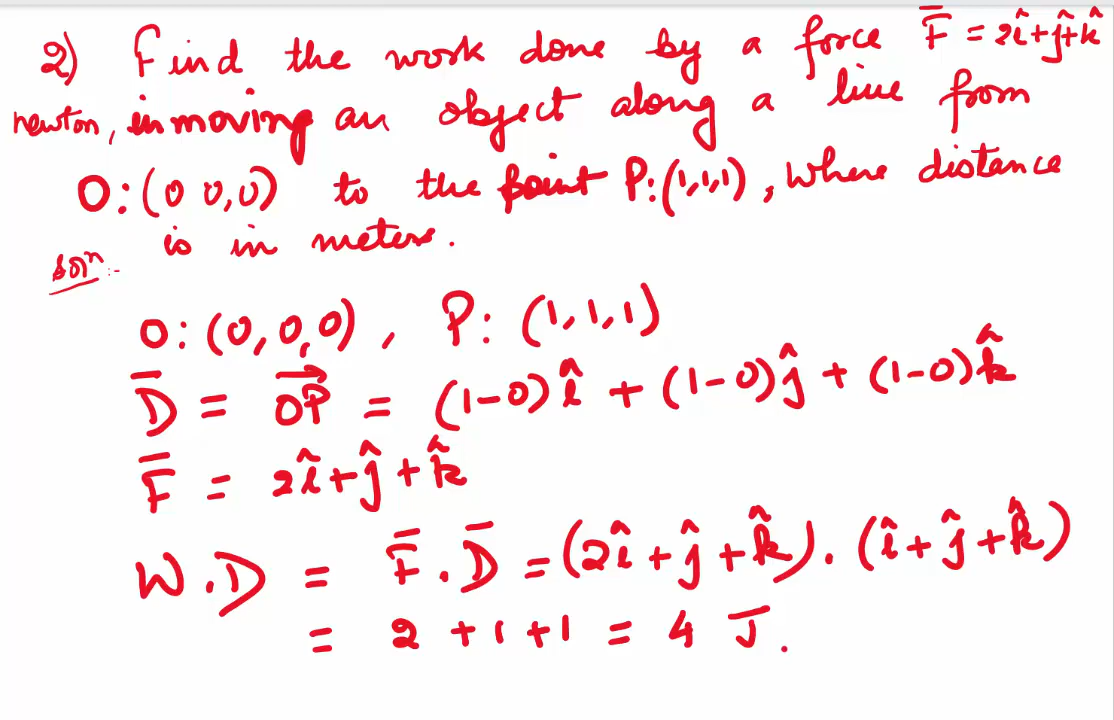 2) Find the work done by a force F̅ = 2î+ĵ+k̂
newton, in moving an object along a line from
O:(0 0,0) to the point P:(1,1,1), where distance
is in meters.
Solⁿ:-
O:(0,0,0), P: (1,1,1)
D̅ = O⃗P⃗ = (1-0)î + (1-0)ĵ + (1-0)k̂
F̅ = 2î+ĵ+k̂
W.D = F̅.D̅ = (2î+ĵ+k̂).(î+ĵ+k̂)
= 2+1+1 = 4 J.